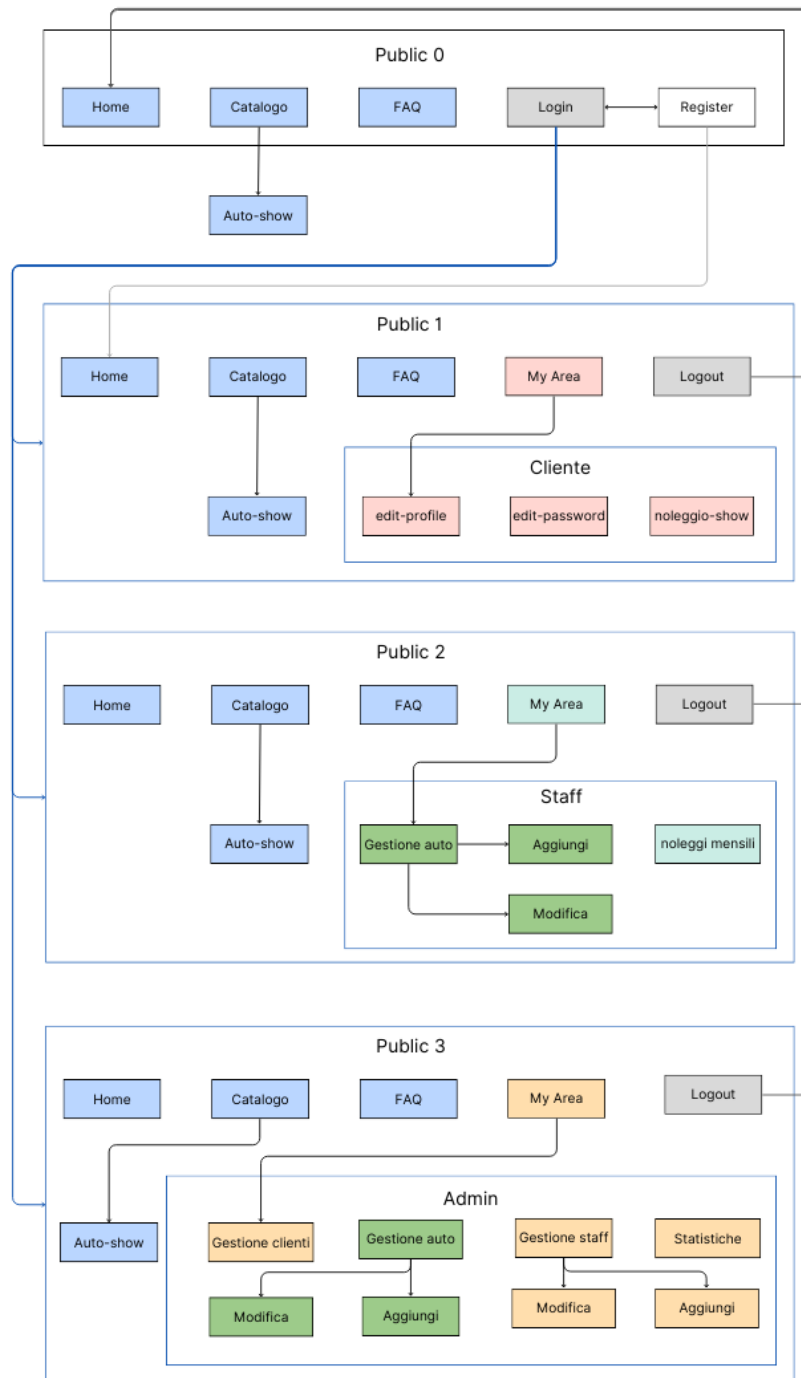 Public 0
Home
Catalogo
FAQ
Login
Register
Auto-show
Public 1
Home
Catalogo
FAQ
My Area
Logout
Cliente
Auto-show
edit-profile
edit-password
noleggio-show
Public 2
Home
Catalogo
FAQ
My Area
Logout
Staff
Auto-show
Gestione auto
Aggiungi
noleggi mensili
Modifica
Public 3
Home
Catalogo
FAQ
My Area
Logout
Admin
Auto-show
Gestione clienti
Gestione auto
Gestione staff
Statistiche
Modifica
Aggiungi
Modifica
Aggiungi